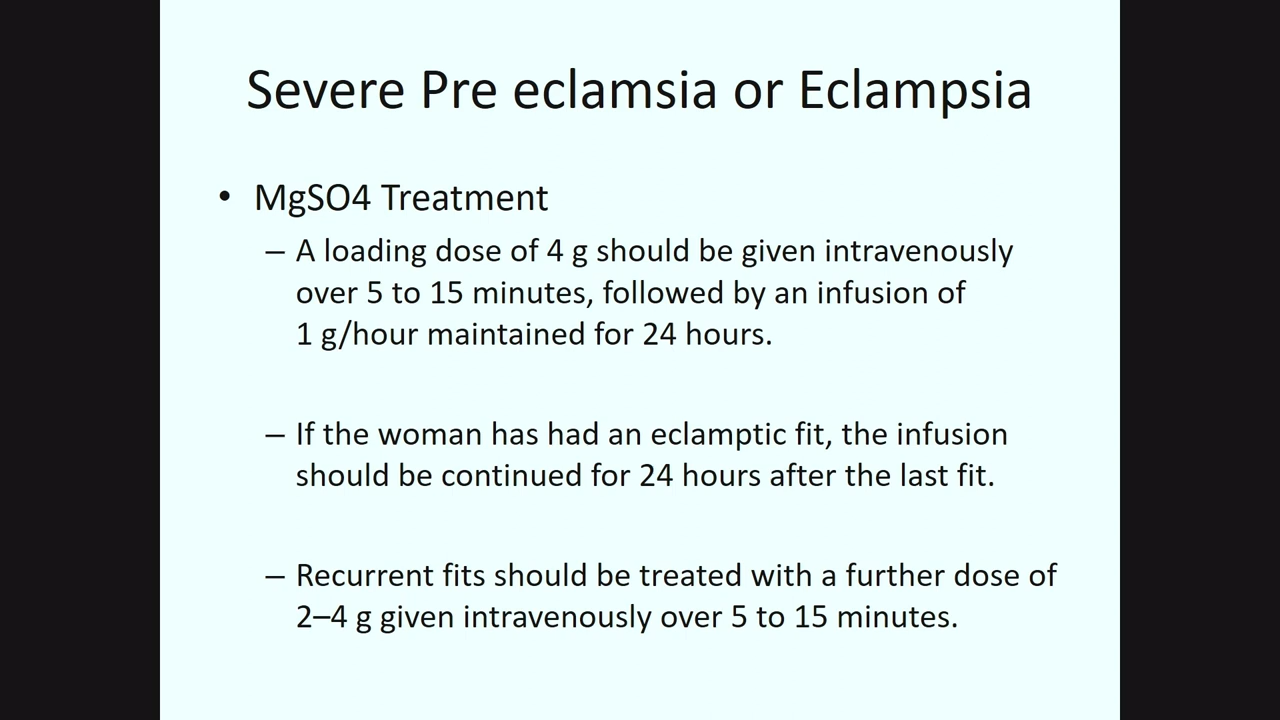 Severe Pre eclamsia or Eclampsia
• MgSO4 Treatment
– A loading dose of 4 g should be given intravenously
over 5 to 15 minutes, followed by an infusion of
1 g/hour maintained for 24 hours.
– If the woman has had an eclamptic fit, the infusion
should be continued for 24 hours after the last fit.
– Recurrent fits should be treated with a further dose of
2–4 g given intravenously over 5 to 15 minutes.